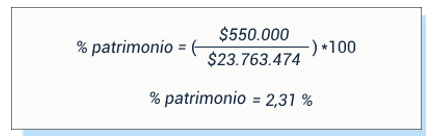 % patrimonio = ( $550.000 / $23.763.474 ) *100
% patrimonio = 2,31 %